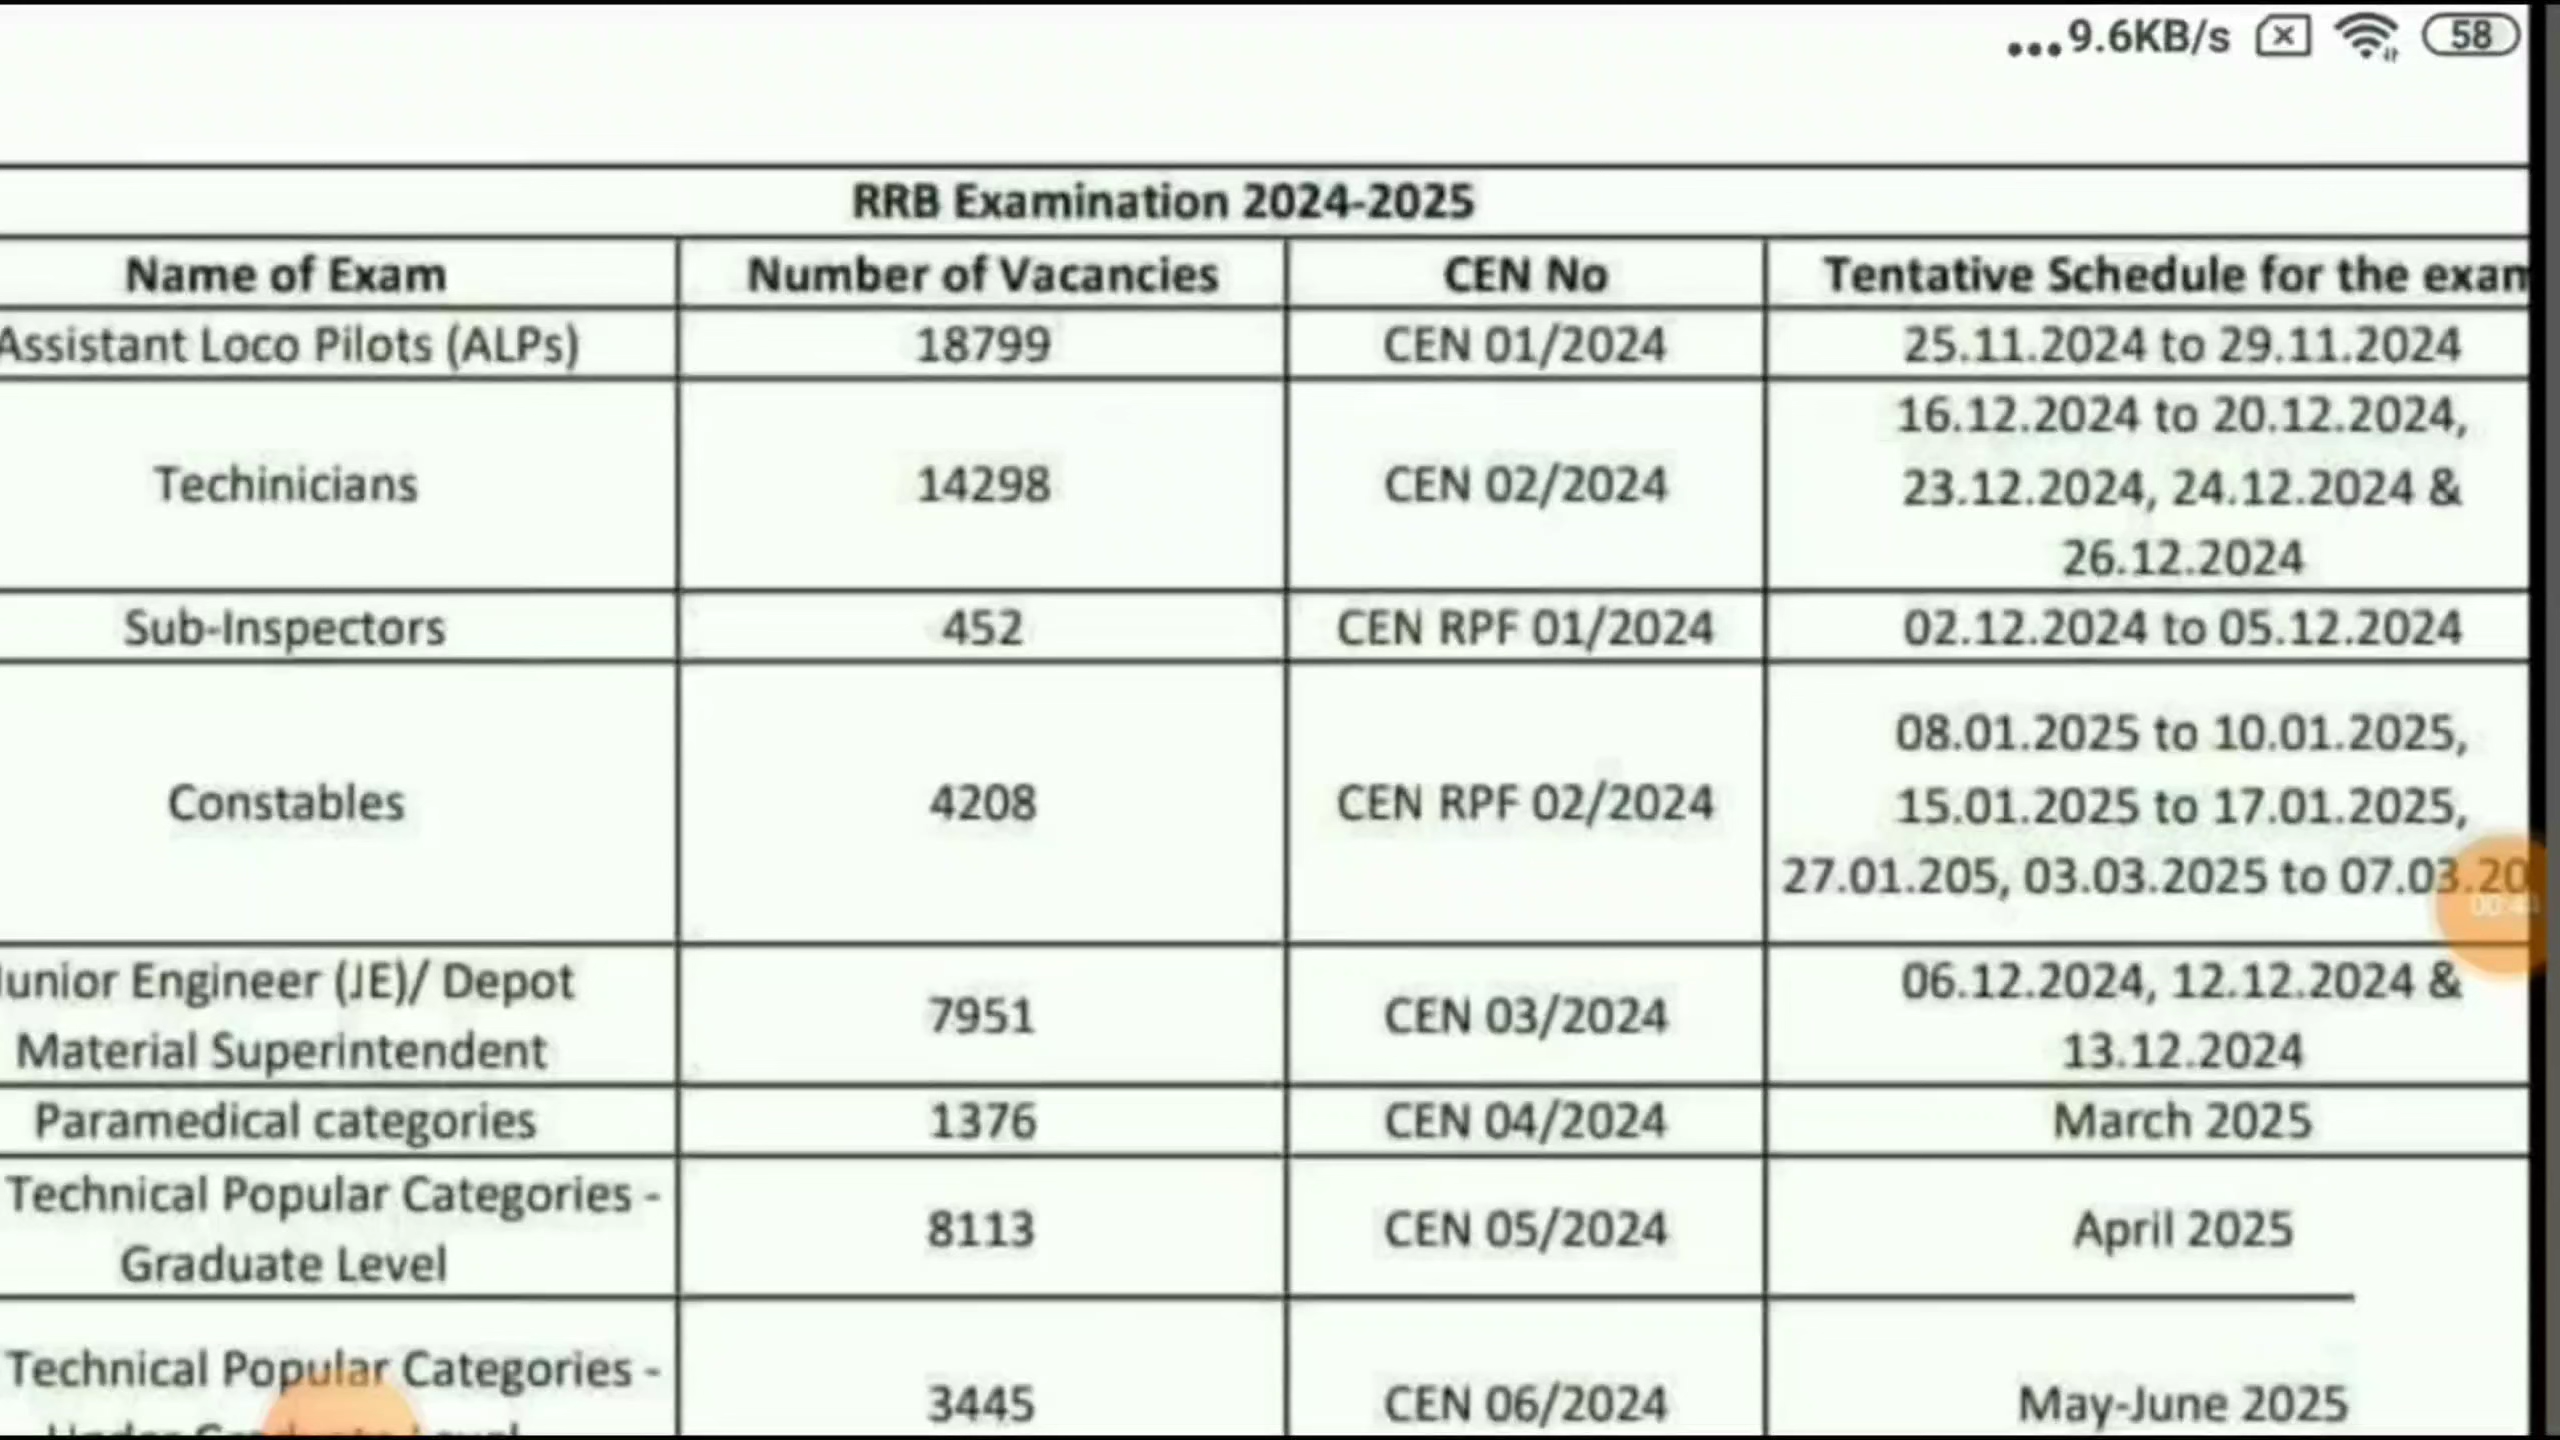 ...9.6KB/s 58
RRB Examination 2024-2025
Name of Exam Number of Vacancies CEN No Tentative Schedule for the exam
Assistant Loco Pilots (ALPs) 18799 CEN 01/2024 25.11.2024 to 29.11.2024
16.12.2024 to 20.12.2024,
Techinicians 14298 CEN 02/2024 23.12.2024, 24.12.2024 &
26.12.2024
Sub-Inspectors 452 CEN RPF 01/2024 02.12.2024 to 05.12.2024
08.01.2025 to 10.01.2025,
Constables 4208 CEN RPF 02/2024 15.01.2025 to 17.01.2025,
27.01.205, 03.03.2025 to 07.03.20
Junior Engineer (JE)/ Depot 06.12.2024, 12.12.2024 &
7951 CEN 03/2024
Material Superintendent 13.12.2024
Paramedical categories 1376 CEN 04/2024 March 2025
Technical Popular Categories -
8113 CEN 05/2024 April 2025
Graduate Level
Technical Popular Categories -
3445 CEN 06/2024 May-June 2025